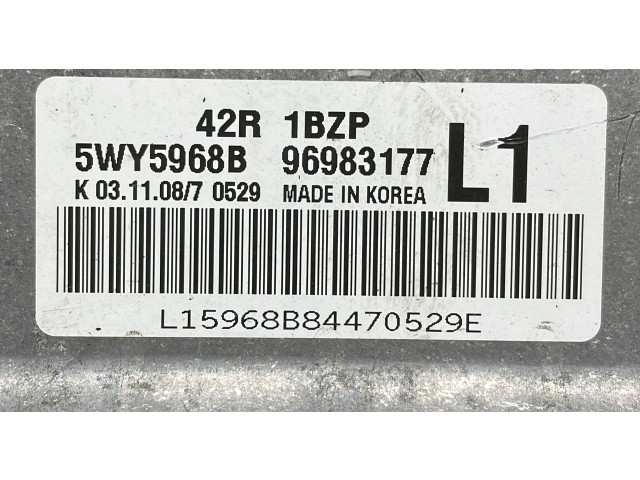 42R 1BZP
5WY5968B 96983177 L1
K 03.11.08/7 0529 MADE IN KOREA
L15968B84470529E